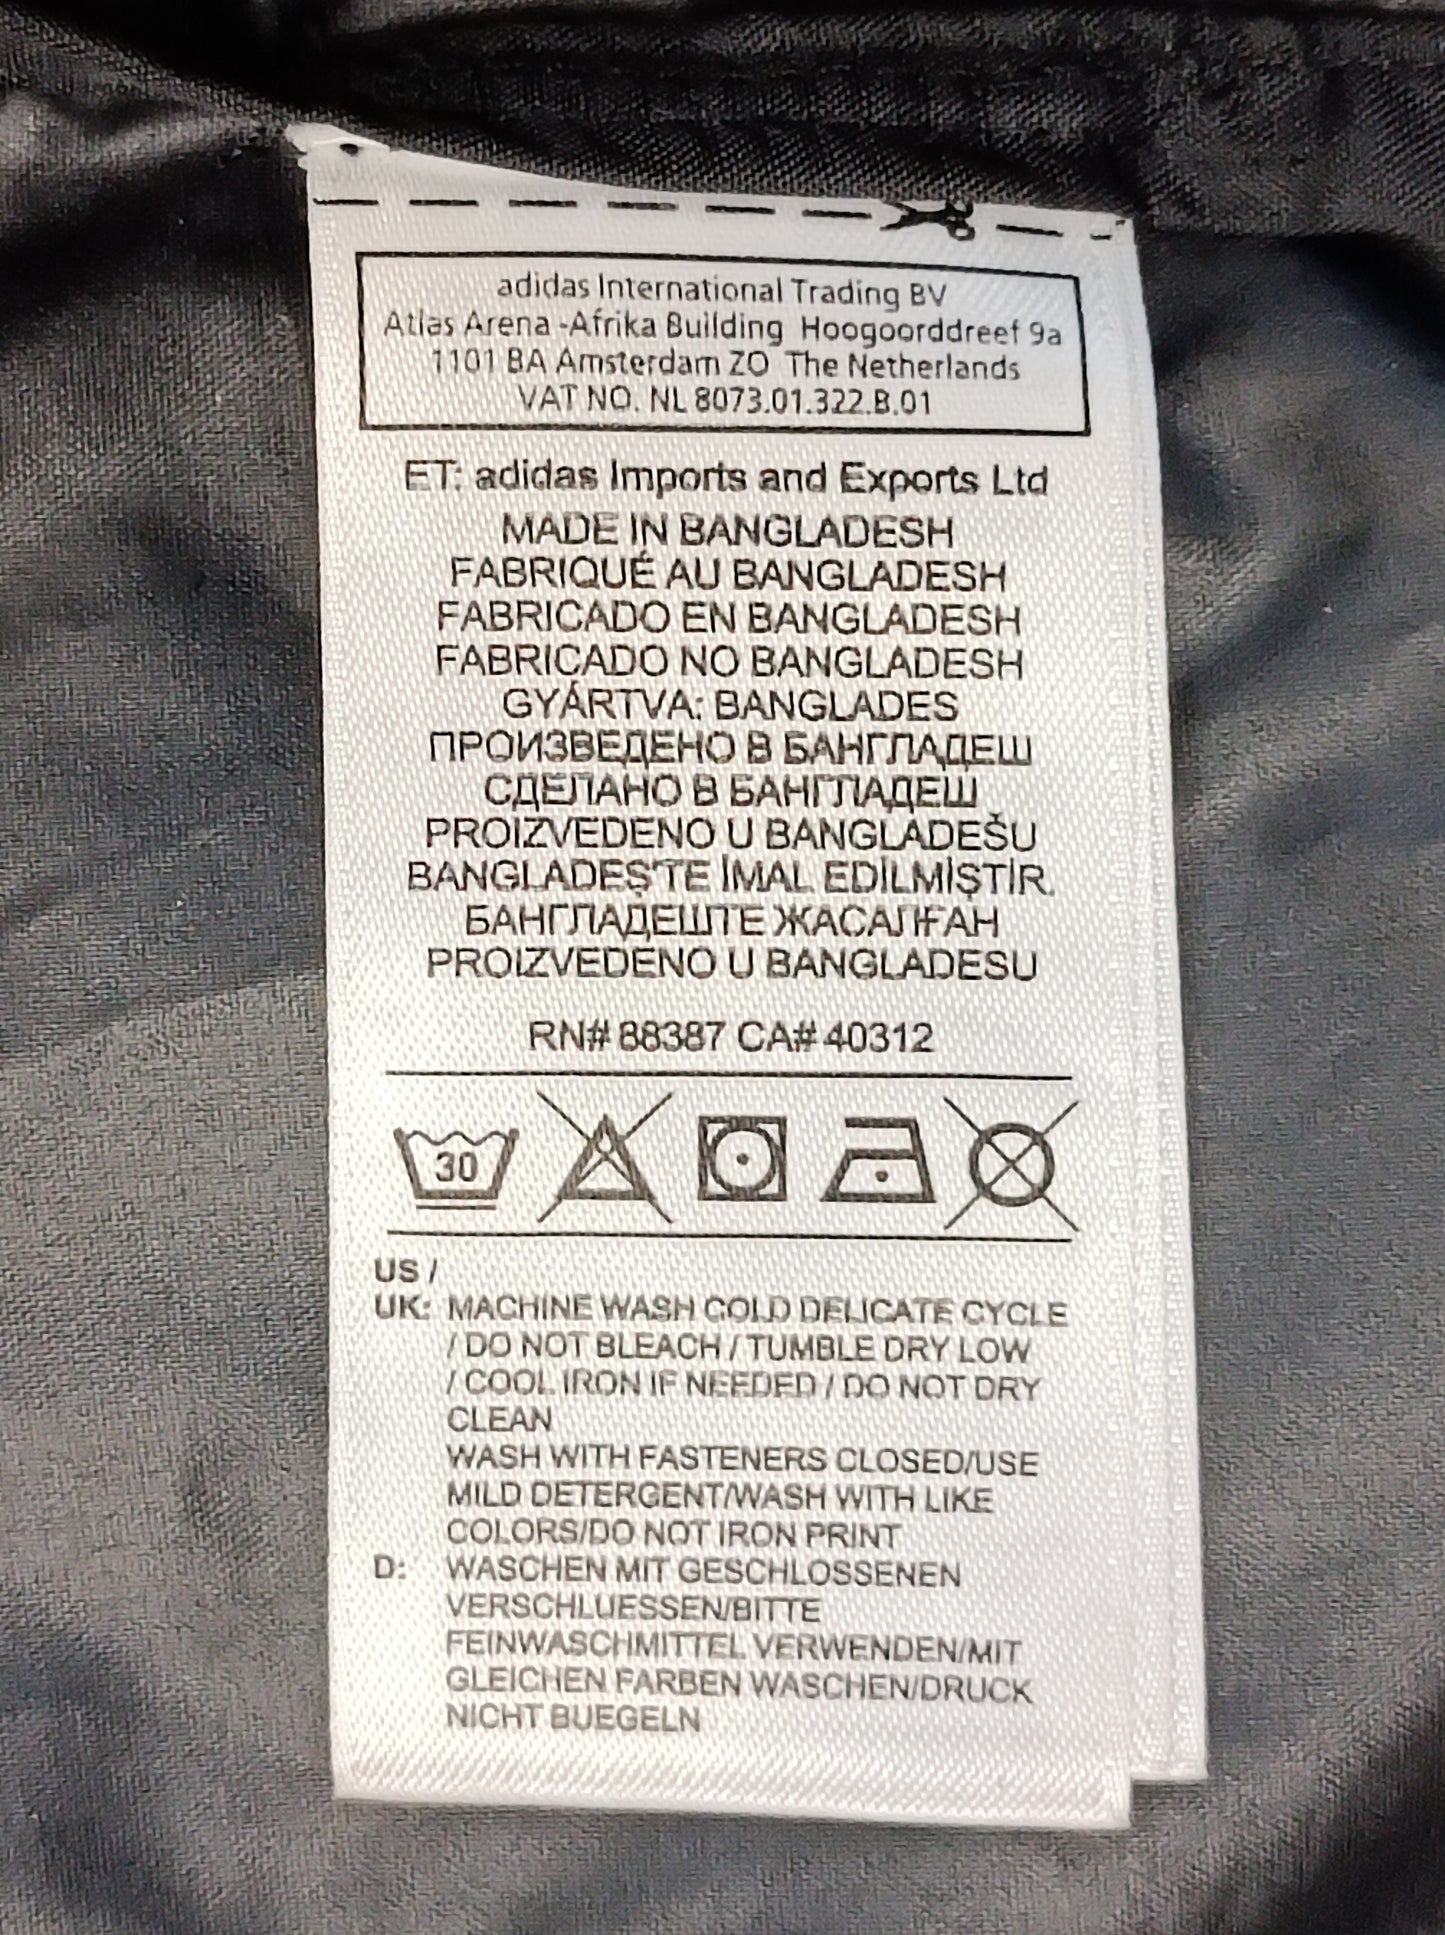 adidas International Trading BV
Atlas Arena -Afrika Building Hoogoorddreef 9a
1101 BA Amsterdam ZO The Netherlands
VAT NO. NL 8073.01.322.B.01
ET: adidas Imports and Exports Ltd
MADE IN BANGLADESH
FABRIQUÉ AU BANGLADESH
FABRICADO EN BANGLADESH
FABRICADO NO BANGLADESH
GYÁRTVA: BANGLADES
ПРОИЗВЕДЕНО В БАНГЛАДЕШ
СДЕЛАНО В БАНГЛАДЕШ
PROIZVEDENO U BANGLADEŠU
BANGLADEŞ'TE İMAL EDİLMİŞTİR.
БАНГЛАДЕШТЕ ЖАСАЛҒАН
PROIZVEDENO U BANGLADESU
RN# 88387 CA# 40312
30
US /
UK: MACHINE WASH COLD DELICATE CYCLE
/ DO NOT BLEACH / TUMBLE DRY LOW
/ COOL IRON IF NEEDED / DO NOT DRY
CLEAN
WASH WITH FASTENERS CLOSED/USE
MILD DETERGENT/WASH WITH LIKE
COLORS/DO NOT IRON PRINT
D: WASCHEN MIT GESCHLOSSENEN
VERSCHLUESSEN/BITTE
FEINWASCHMITTEL VERWENDEN/MIT
GLEICHEN FARBEN WASCHEN/DRUCK
NICHT BUEGELN